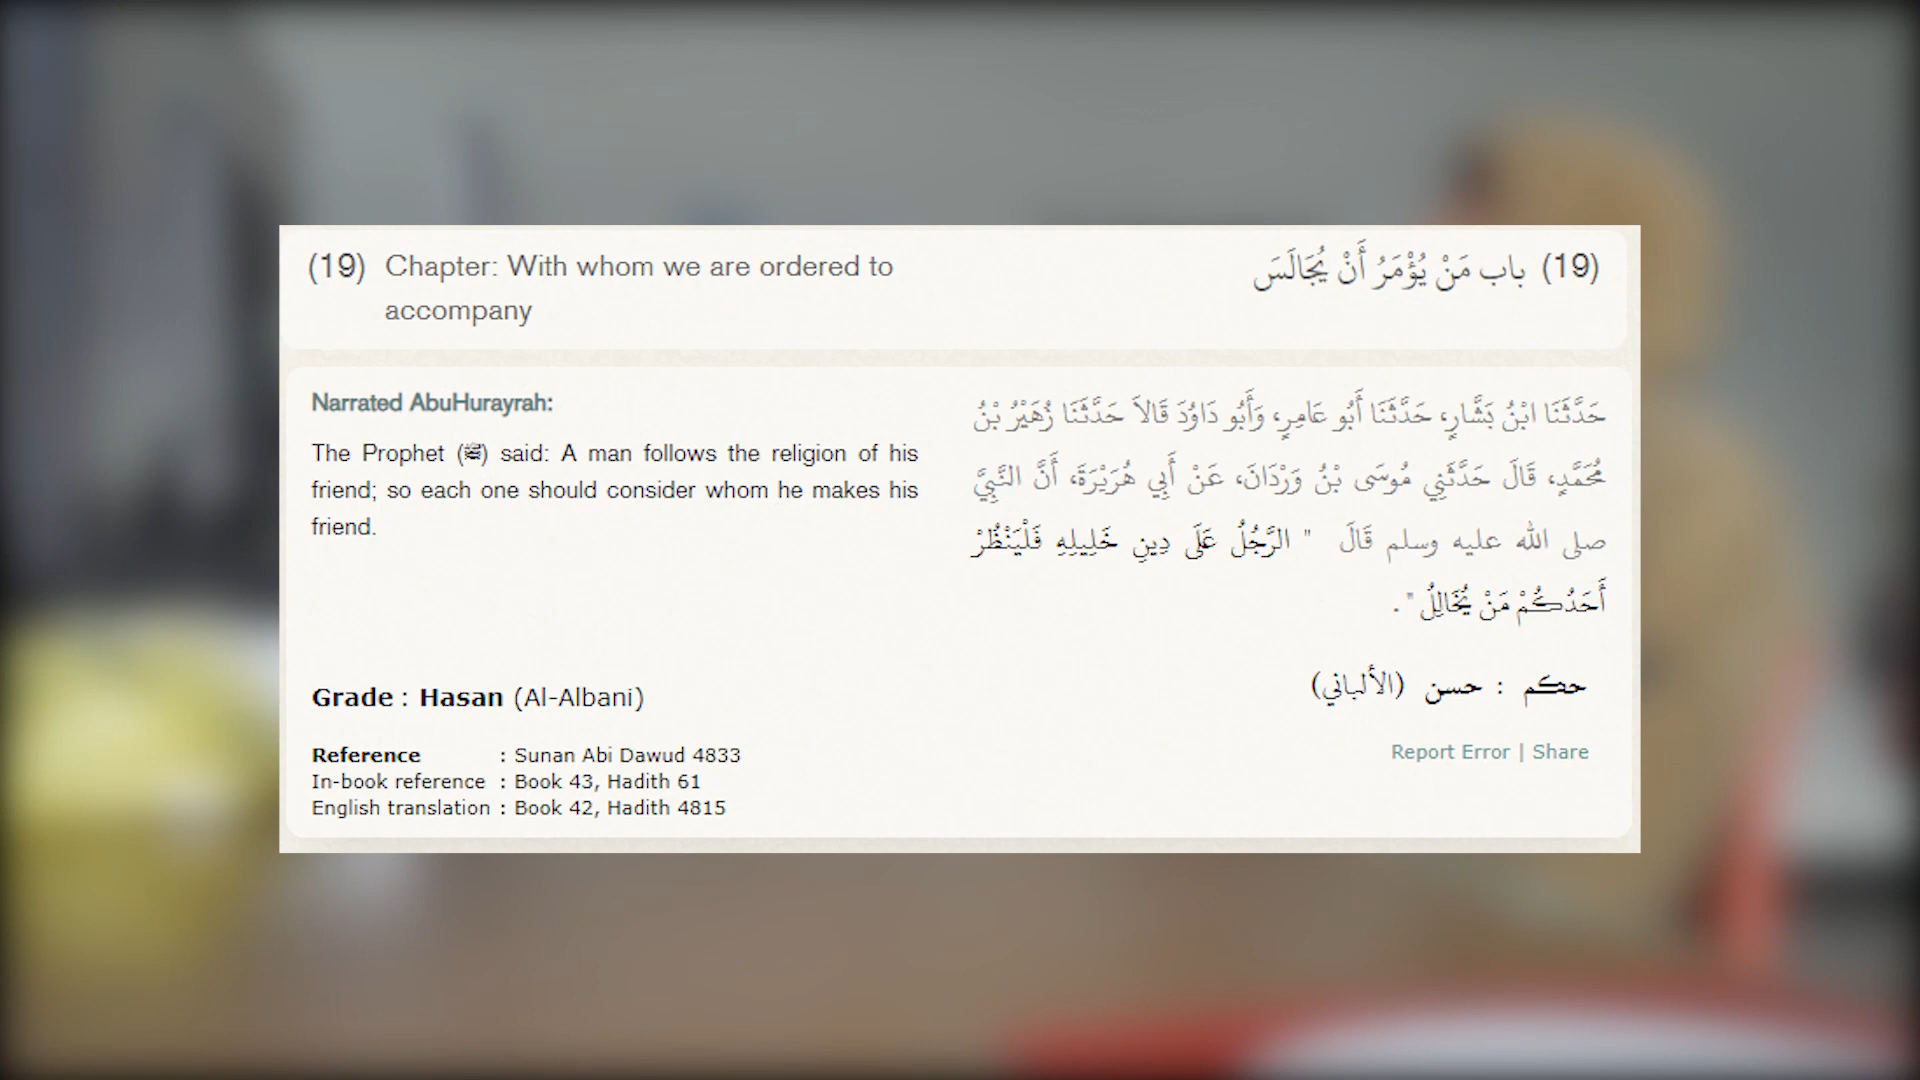 (19) Chapter: With whom we are ordered to
accompany
(19) باب مَنْ يُؤْمَرُ أَنْ يُجَالَسَ
Narrated AbuHurayrah:
The Prophet (ﷺ) said: A man follows the religion of his
friend; so each one should consider whom he makes his
friend.
حَدَّثَنَا ابْنُ بَشَّارٍ، حَدَّثَنَا أَبُو عَامِرٍ، وَأَبُو دَاوُدَ قَالاَ حَدَّثَنَا زُهَيْرُ بْنُ
مُحَمَّدٍ، قَالَ حَدَّثَنِي مُوسَى بْنُ وَرْدَانَ، عَنْ أَبِي هُرَيْرَةَ، أَنَّ النَّبِيَّ
صلى الله عليه وسلم قَالَ " الرَّجُلُ عَلَى دِينِ خَلِيلِهِ فَلْيَنْظُرْ
أَحَدُكُمْ مَنْ يُخَالِلُ " .
Grade : Hasan (Al-Albani)
حكم : حسن (الألباني)
Reference : Sunan Abi Dawud 4833
In-book reference : Book 43, Hadith 61
English translation : Book 42, Hadith 4815
Report Error | Share